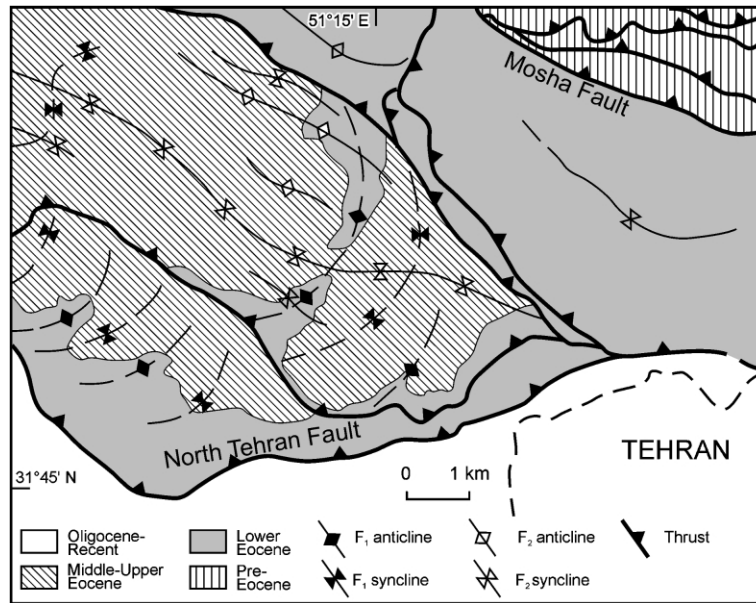 51°15' E
Mosha Fault
North Tehran Fault
TEHRAN
31°45' N
0 1 km
Oligocene-
Recent
Lower
Eocene
F₁ anticline
F₂ anticline
Thrust
Middle-Upper
Eocene
Pre-
Eocene
F₁ syncline
F₂ syncline